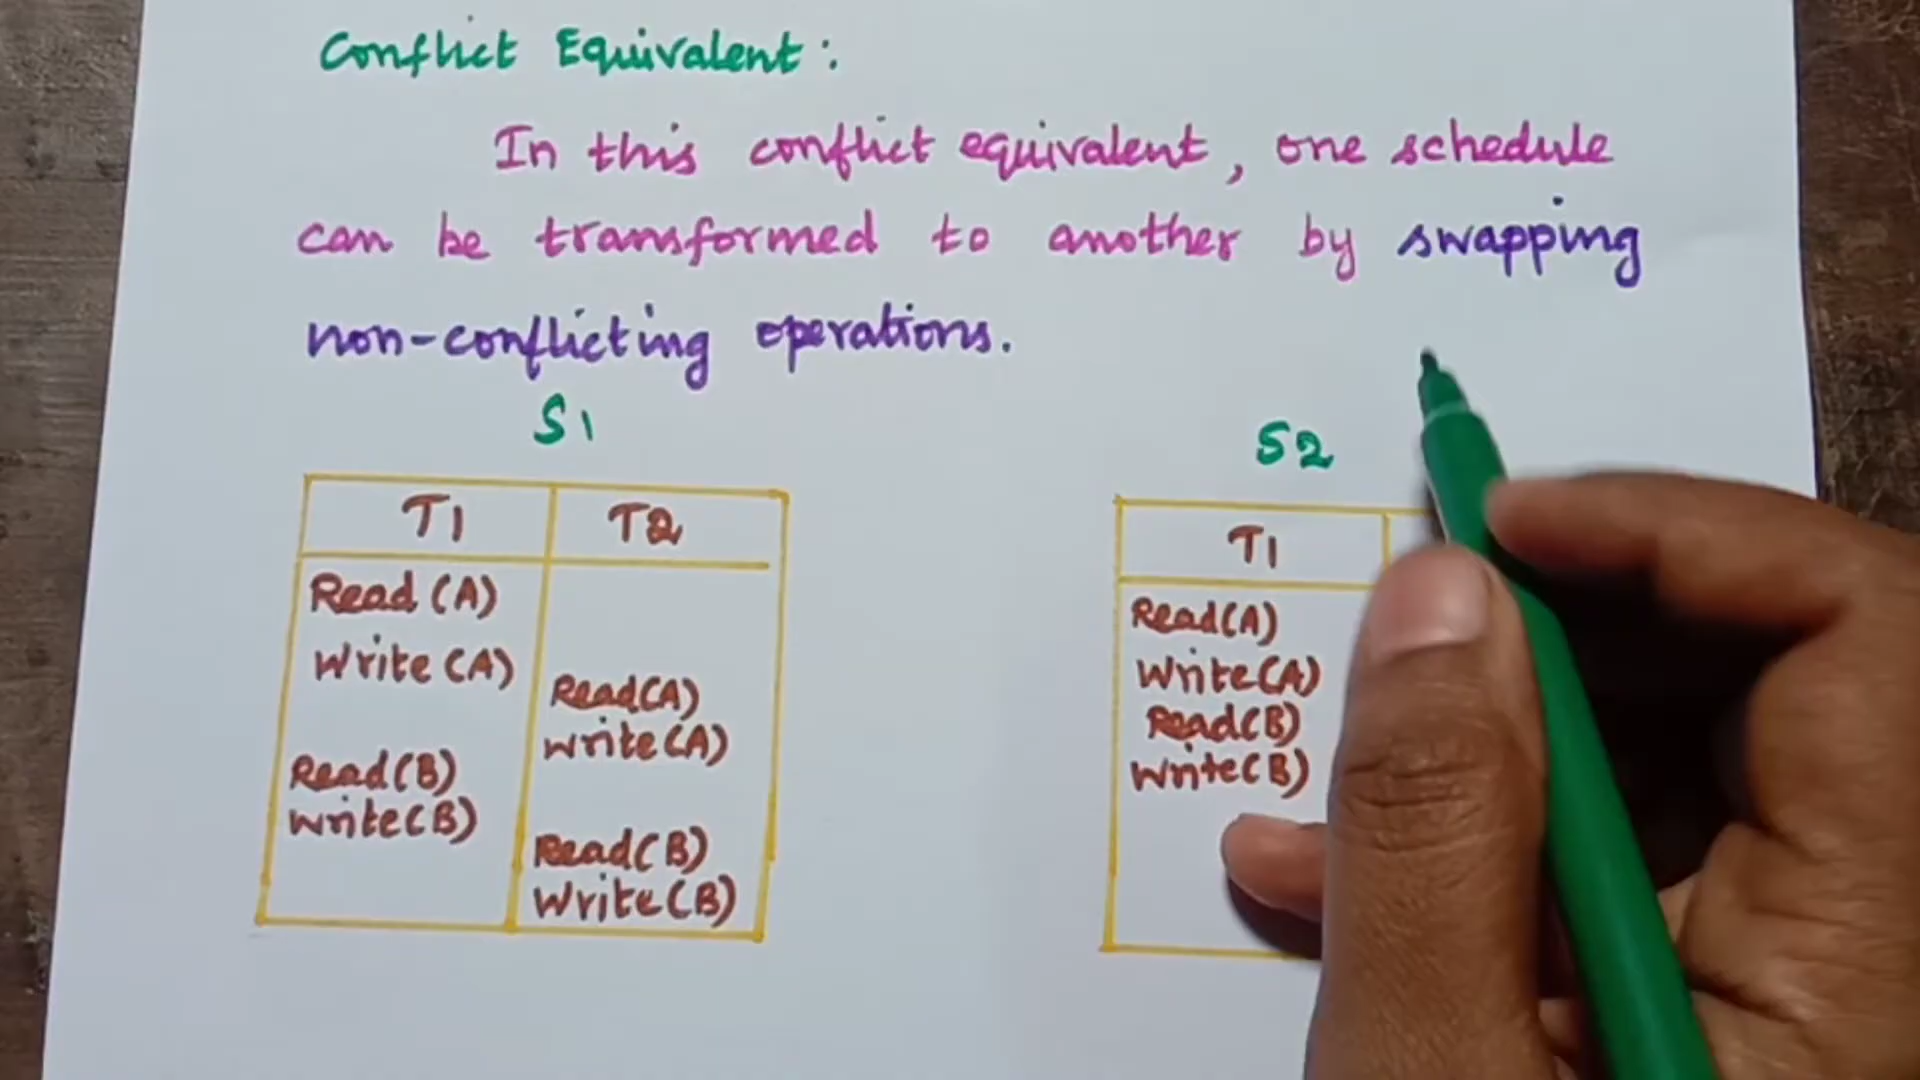 Conflict Equivalent:
In this conflict equivalent, one schedule
can be transformed to another by swapping
non-conflicting operations.
S1
T1 T2
Read (A)
Write (A)
Read(A)
Write(A)
Read(B)
Write(B)
Read(B)
Write(B)
S2
T1
Read(A)
Write(A)
Read(B)
Write(B)